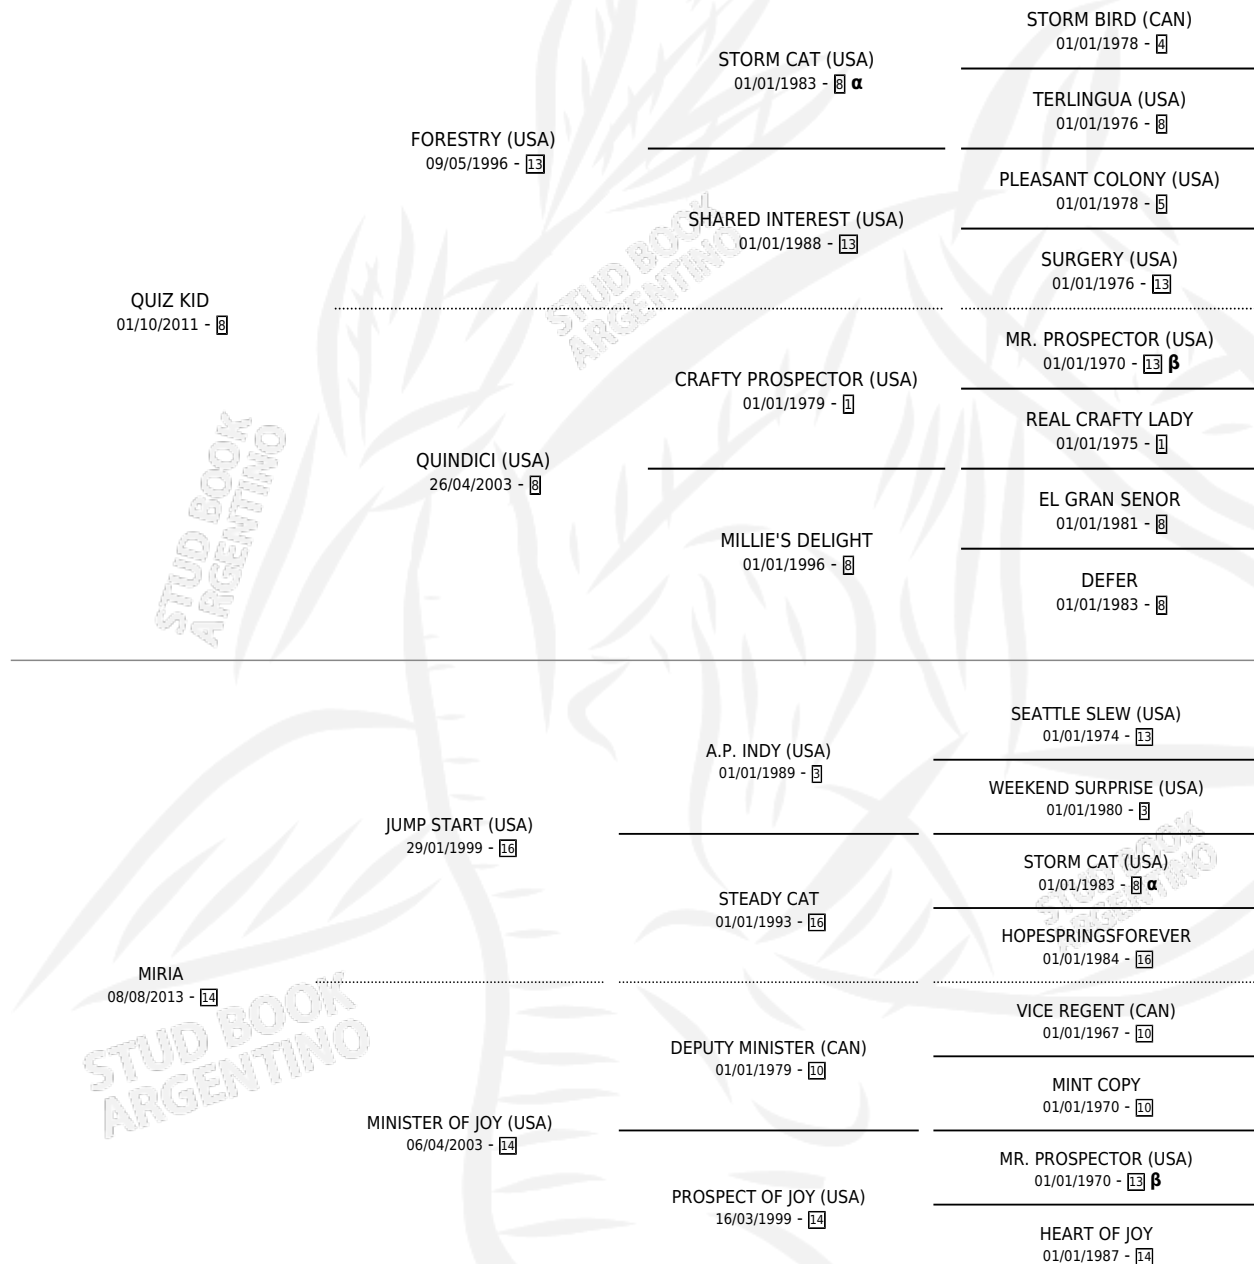 STORM BIRD (CAN)
01/01/1978 - 4
STORM CAT (USA)
01/01/1983 - 8 α
TERLINGUA (USA)
01/01/1976 - 8
FORESTRY (USA)
09/05/1996 - 13
PLEASANT COLONY (USA)
01/01/1978 - 5
SHARED INTEREST (USA)
01/01/1988 - 13
SURGERY (USA)
01/01/1976 - 13
QUIZ KID
01/10/2011 - 8
MR. PROSPECTOR (USA)
01/01/1970 - 13 β
CRAFTY PROSPECTOR (USA)
01/01/1979 - 1
REAL CRAFTY LADY
01/01/1975 - 1
QUINDICI (USA)
26/04/2003 - 8
EL GRAN SENOR
01/01/1981 - 8
MILLIE'S DELIGHT
01/01/1996 - 8
DEFER
01/01/1983 - 8
STUD BOOK
ARGENTINO
STUD BOOK
ARGENTINO
SEATTLE SLEW (USA)
01/01/1974 - 13
A.P. INDY (USA)
01/01/1989 - 3
WEEKEND SURPRISE (USA)
01/01/1980 - 3
JUMP START (USA)
29/01/1999 - 16
STORM CAT (USA)
01/01/1983 - 8 α
STEADY CAT
01/01/1993 - 16
HOPESPRINGSFOREVER
01/01/1984 - 16
MIRIA
08/08/2013 - 14
VICE REGENT (CAN)
01/01/1967 - 10
DEPUTY MINISTER (CAN)
01/01/1979 - 10
MINT COPY
01/01/1970 - 10
MINISTER OF JOY (USA)
06/04/2003 - 14
MR. PROSPECTOR (USA)
01/01/1970 - 13 β
PROSPECT OF JOY (USA)
16/03/1999 - 14
HEART OF JOY
01/01/1987 - 14
STUD BOOK
ARGENTINO
STUD BOOK
ARGENTINO